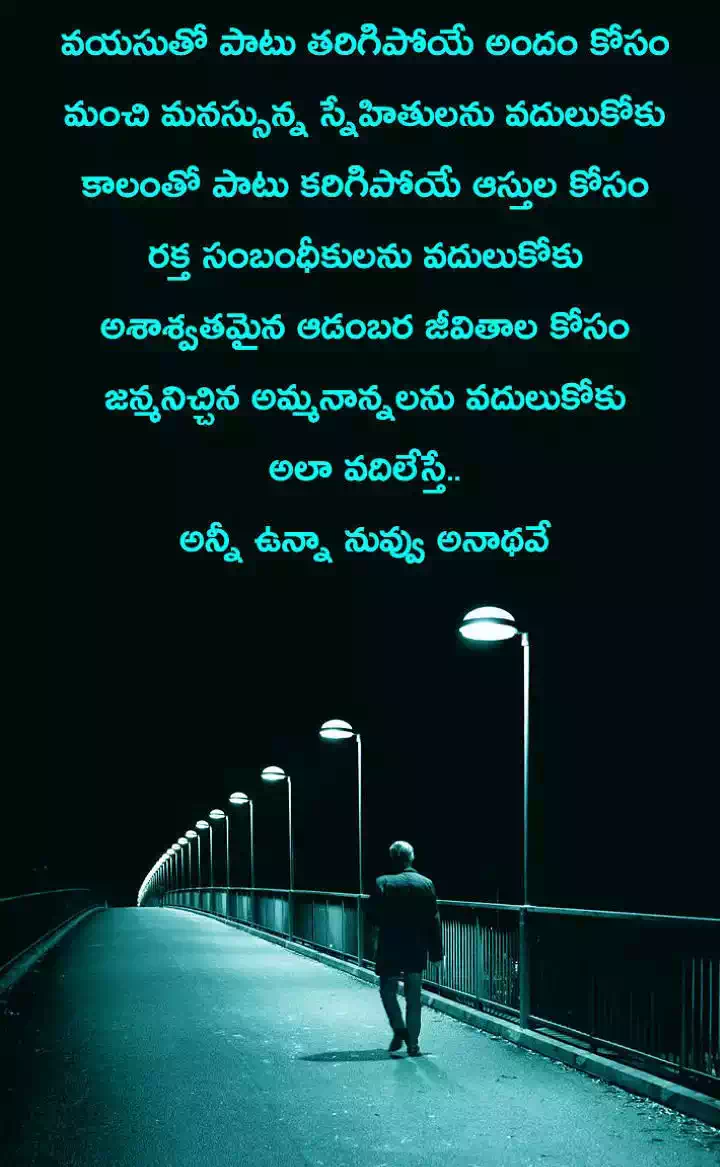 వయసుతో పాటు తరిగిపోయే అందం కోసం
మంచి మనస్సున్న స్నేహితులను వదులుకోకు
కాలంతో పాటు కరిగిపోయే ఆస్తుల కోసం
రక్త సంబంధీకులను వదులుకోకు
అశాశ్వతమైన ఆడంబర జీవితాల కోసం
జన్మనిచ్చిన అమ్మనాన్నలను వదులుకోకు
అలా వదిలేస్తే..
అన్నీ ఉన్నా నువ్వు అనాథవే